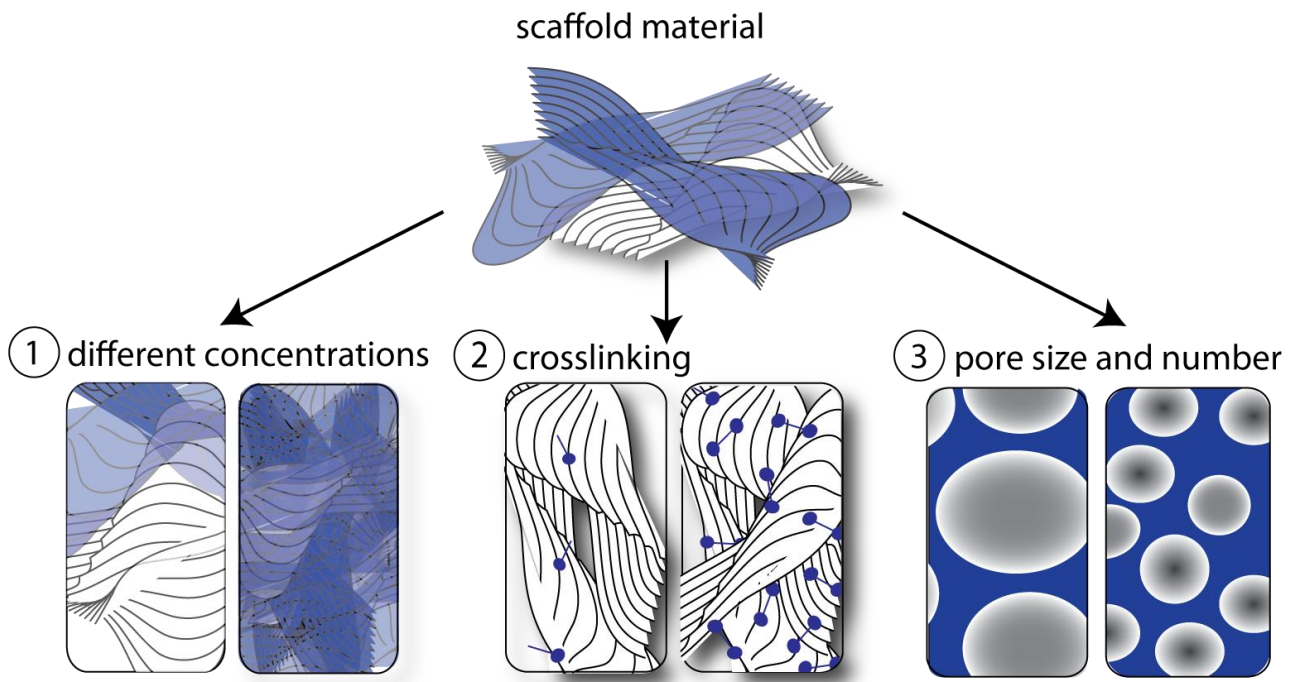 scaffold material
1 different concentrations
2 crosslinking
3 pore size and number